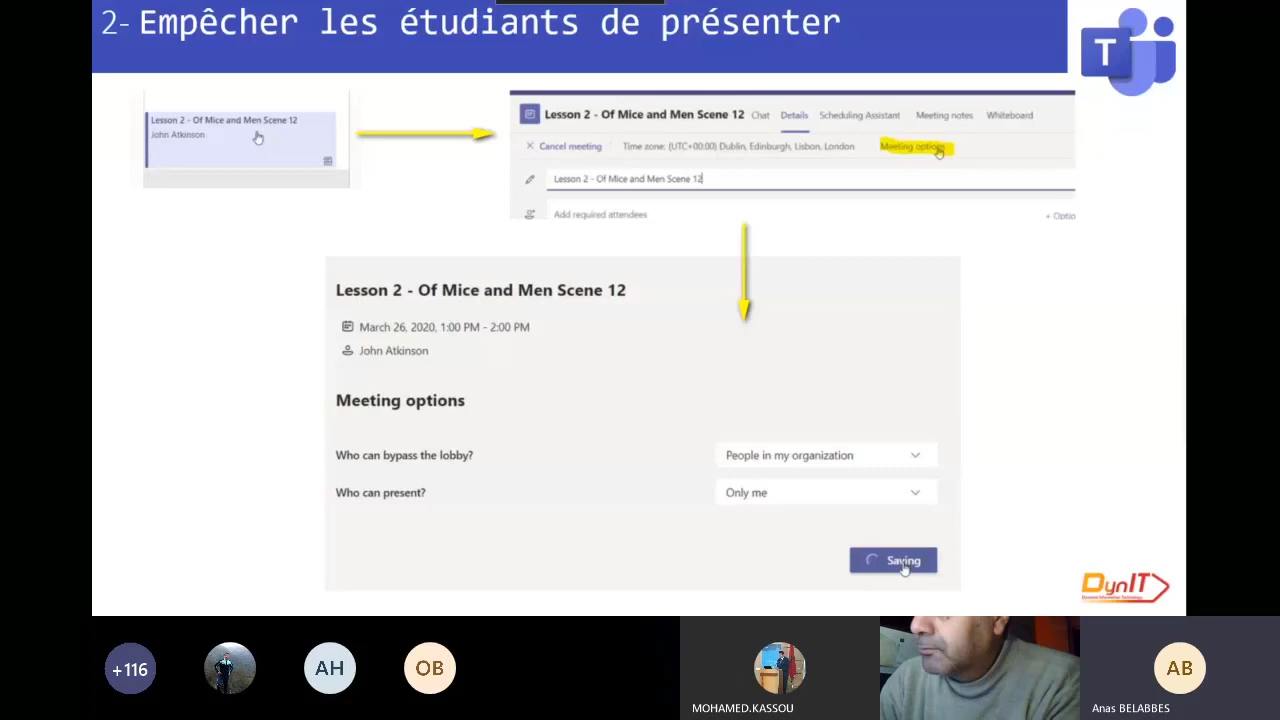 2- Empêcher les étudiants de présenter
T
Lesson 2 - Of Mice and Men Scene 12
John Atkinson
Lesson 2 - Of Mice and Men Scene 12 Chat Details Scheduling Assistant Meeting notes Whiteboard
Cancel meeting Time zone: (UTC+00:00) Dublin, Edinburgh, Lisbon, London Meeting options
Lesson 2 - Of Mice and Men Scene 12
Add required attendees + Optio
Lesson 2 - Of Mice and Men Scene 12
March 26, 2020, 1:00 PM - 2:00 PM
John Atkinson
Meeting options
Who can bypass the lobby? People in my organization
Who can present? Only me
Saving
DynIT
+116 AH OB AB
MOHAMED.KASSOU Anas BELABBES